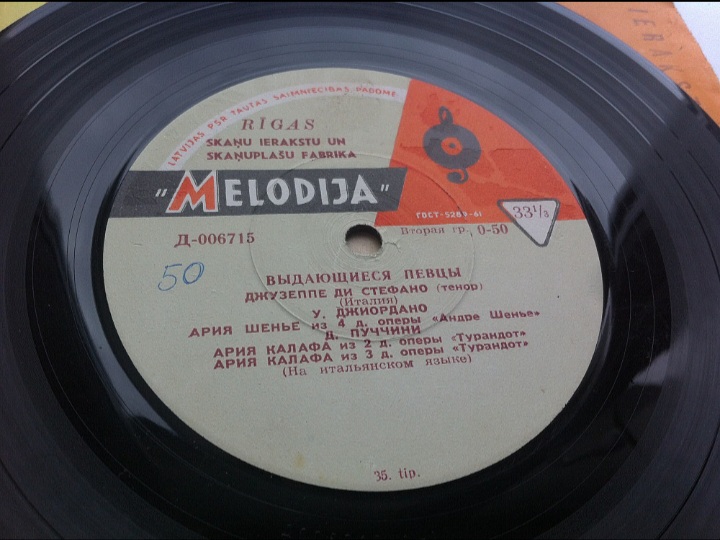 LATVIJAS PSR TAUTAS SAIMNIECĪBAS PADOME
RĪGAS
SKAŅU IERAKSTU UN
SKAŅUPLAŠU FABRIKA
"MELODIJA"
ГОСТ-5289-61
33⅓
Д-006715
Вторая гр. 0-50
50
ВЫДАЮЩИЕСЯ ПЕВЦЫ
ДЖУЗЕППЕ ДИ СТЕФАНО (тенор)
(Италия)
У. ДЖИОРДАНО
АРИЯ ШЕНЬЕ из 4 д. оперы «Андре Шенье»
Д. ПУЧЧИНИ
АРИЯ КАЛАФА из 2 д. оперы «Турандот»
АРИЯ КАЛАФА из 3 д. оперы «Турандот»
(На итальянском языке)
35. tip.